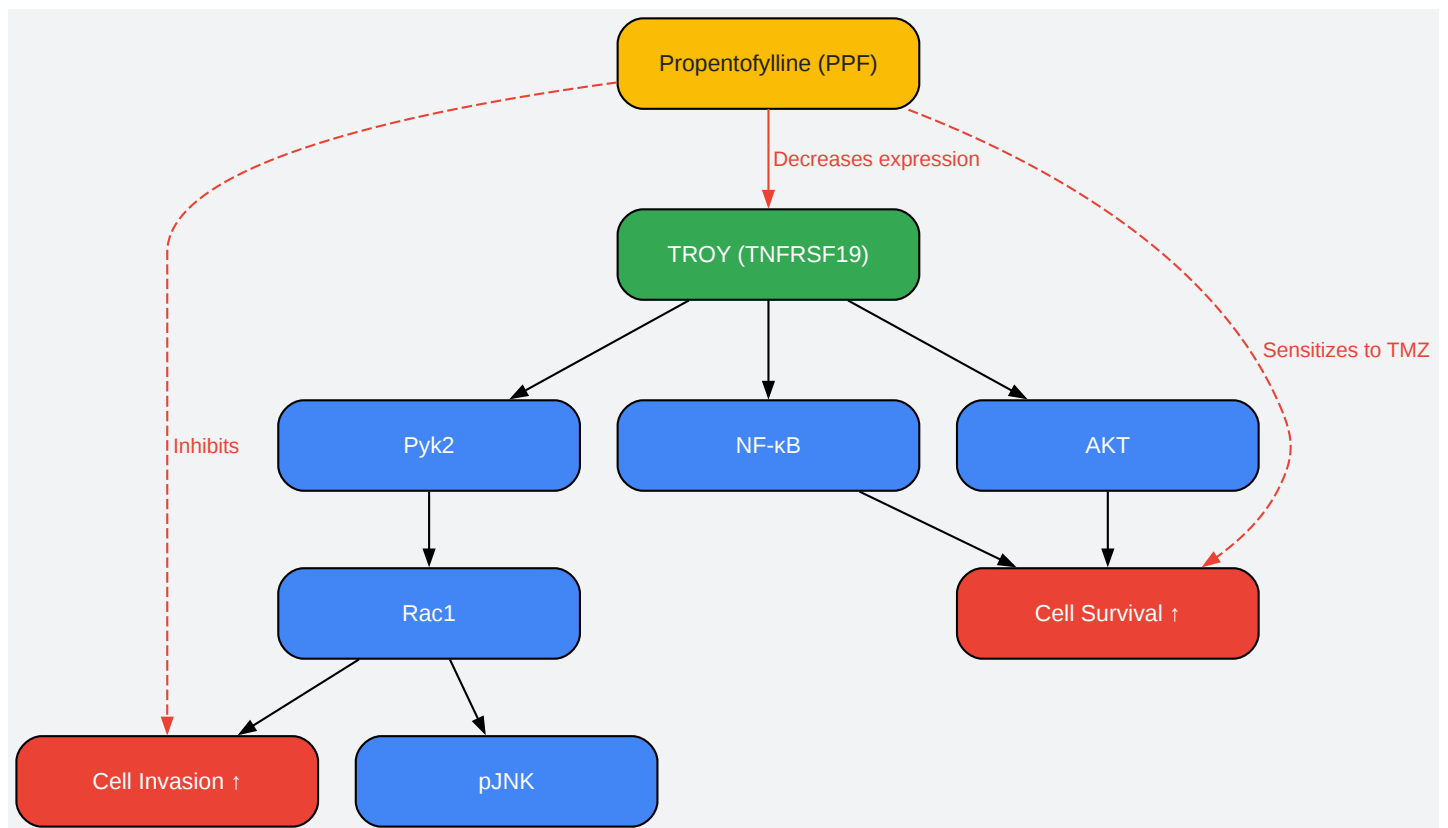 Propentofylline (PPF)
Decreases expression
TROY (TNFRSF19)
Sensitizes to TMZ
Inhibits
Pyk2
NF-κB
AKT
Rac1
Cell Survival ↑
Cell Invasion ↑
pJNK